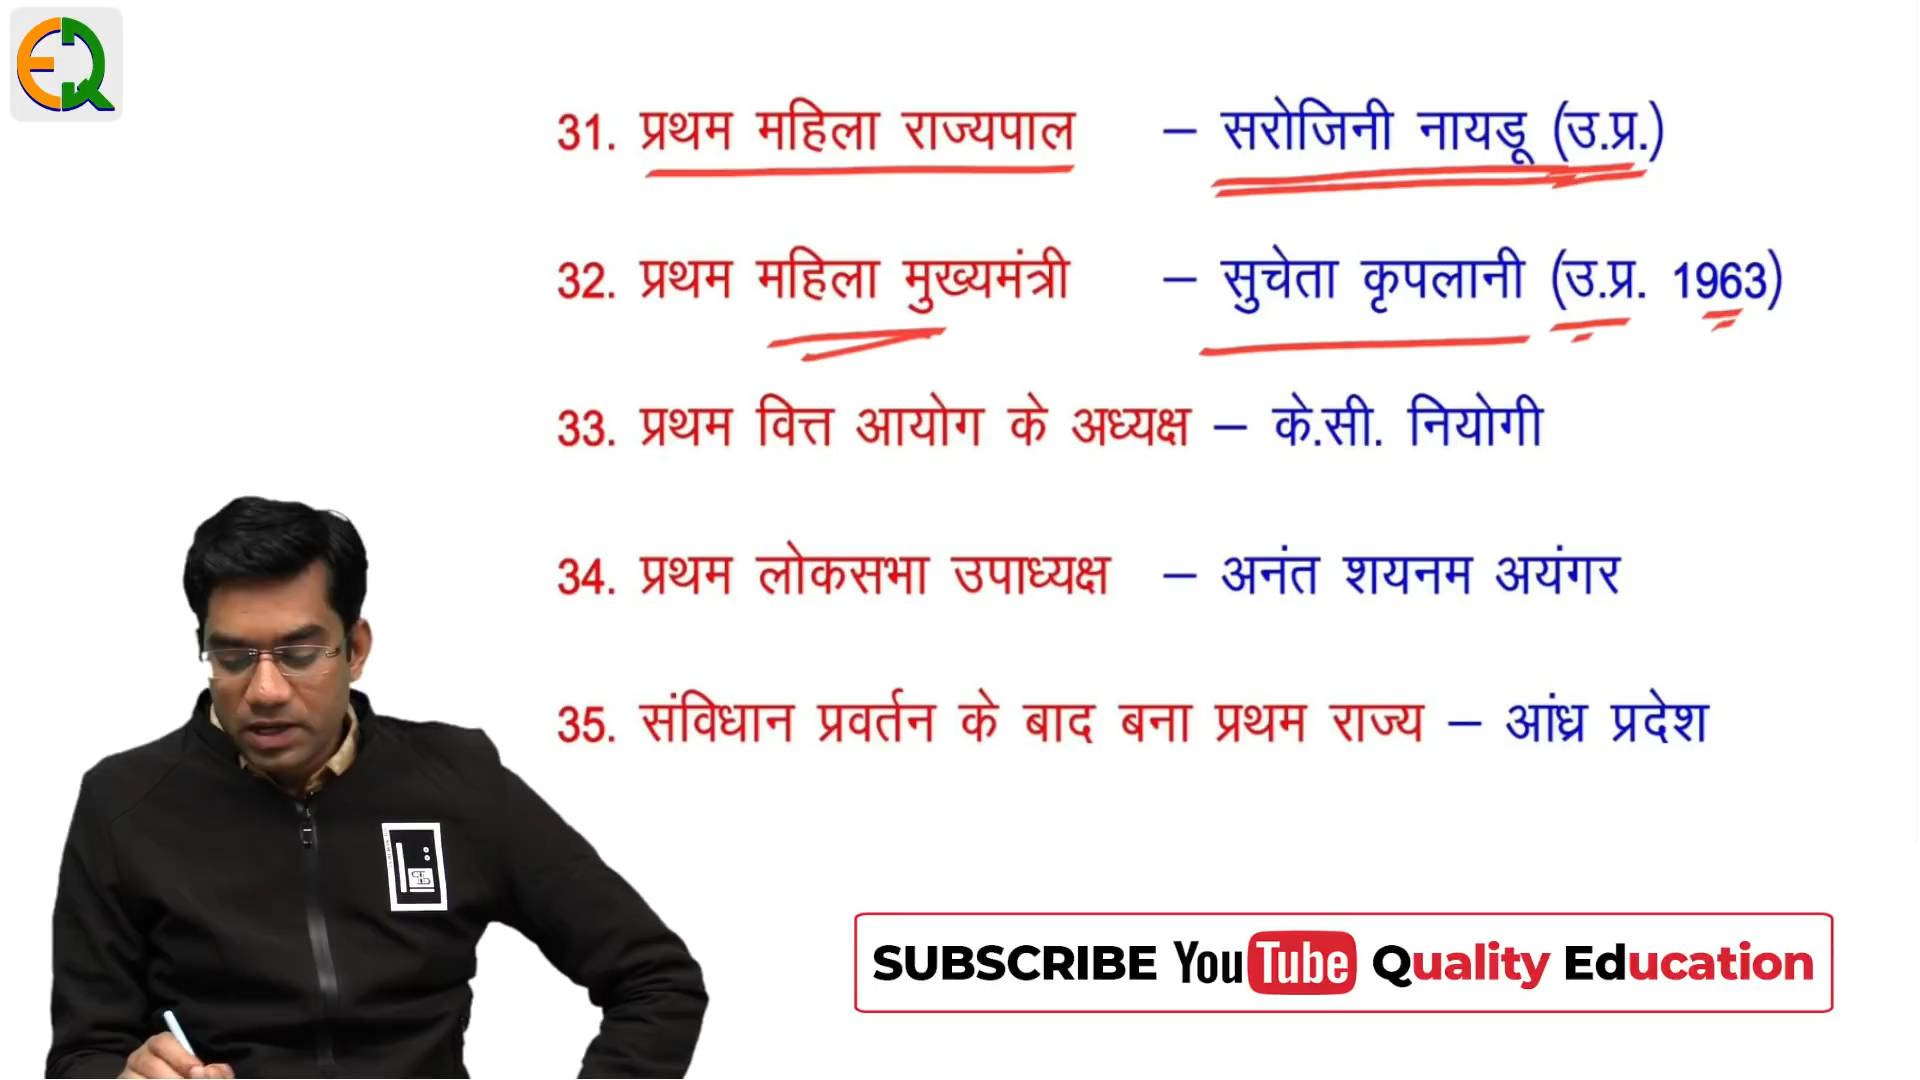 31. प्रथम महिला राज्यपाल – सरोजिनी नायडू (उ.प्र.)
32. प्रथम महिला मुख्यमंत्री – सुचेता कृपलानी (उ.प्र. 1963)
33. प्रथम वित्त आयोग के अध्यक्ष – के.सी. नियोगी
34. प्रथम लोकसभा उपाध्यक्ष – अनंत शयनम अयंगर
35. संविधान प्रवर्तन के बाद बना प्रथम राज्य – आंध्र प्रदेश
SUBSCRIBE YouTube Quality Education